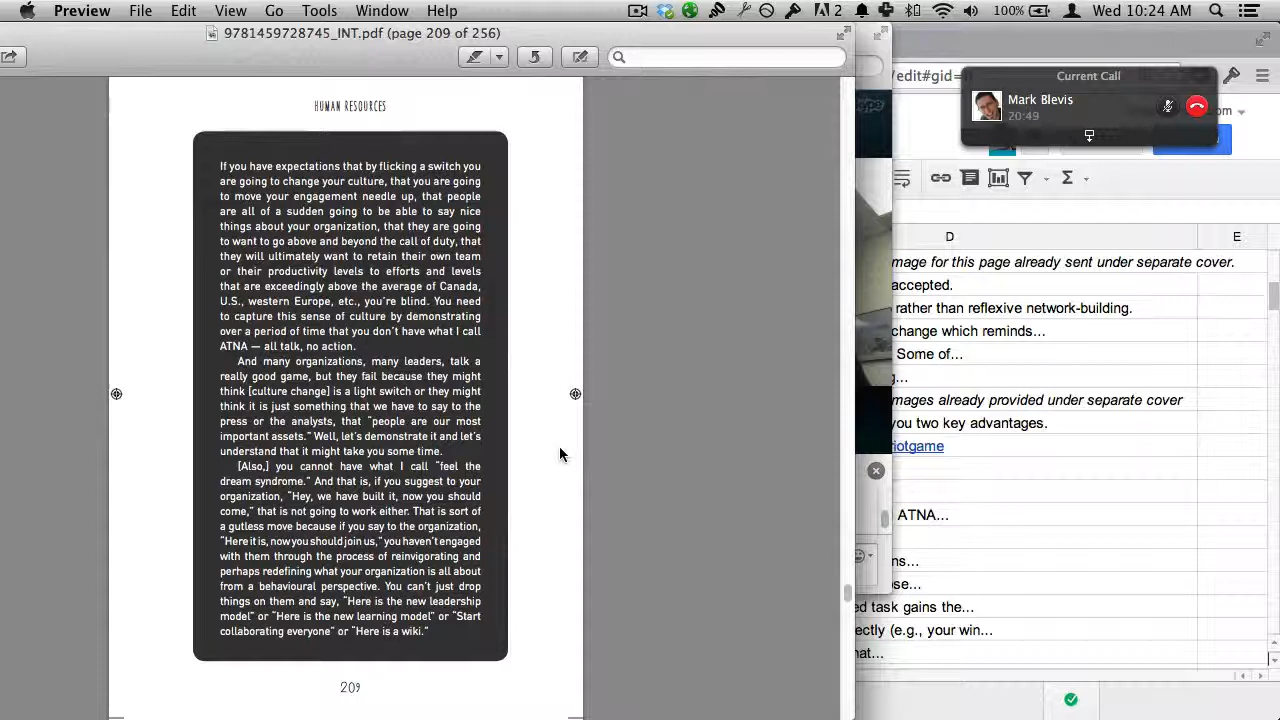 Preview File Edit View Go Tools Window Help 2 100% Wed 10:24 AM
9781459728745_INT.pdf (page 209 of 256)
/edit#gid=
Current Call
Mark Blevis
20:49
HUMAN RESOURCES
If you have expectations that by flicking a switch you
are going to change your culture, that you are going
to move your engagement needle up, that people
are all of a sudden going to be able to say nice
things about your organization, that they are going
to want to go above and beyond the call of duty, that
they will ultimately want to retain their own team
or their productivity levels to efforts and levels
that are exceedingly above the average of Canada,
U.S., western Europe, etc., you're blind. You need
to capture this sense of culture by demonstrating
over a period of time that you don't have what I call
ATNA — all talk, no action.
And many organizations, many leaders, talk a
really good game, but they fail because they might
think [culture change] is a light switch or they might
think it is just something that we have to say to the
press or the analysts, that "people are our most
important assets." Well, let's demonstrate it and let's
understand that it might take you some time.
[Also,] you cannot have what I call "feel the
dream syndrome." And that is, if you suggest to your
organization, "Hey, we have built it, now you should
come," that is not going to work either. That is sort of
a gutless move because if you say to the organization,
"Here it is, now you should join us," you haven't engaged
with them through the process of reinvigorating and
perhaps redefining what your organization is all about
from a behavioural perspective. You can't just drop
things on them and say, "Here is the new leadership
model" or "Here is the new learning model" or "Start
collaborating everyone" or "Here is a wiki."
209
D E
mage for this page already sent under separate cover.
accepted.
rather than reflexive network-building.
change which reminds...
Some of...
g...
mages already provided under separate cover
you two key advantages.
iotgame
ATNA...
ns...
se...
ed task gains the...
ectly (e.g., your win...
hat...